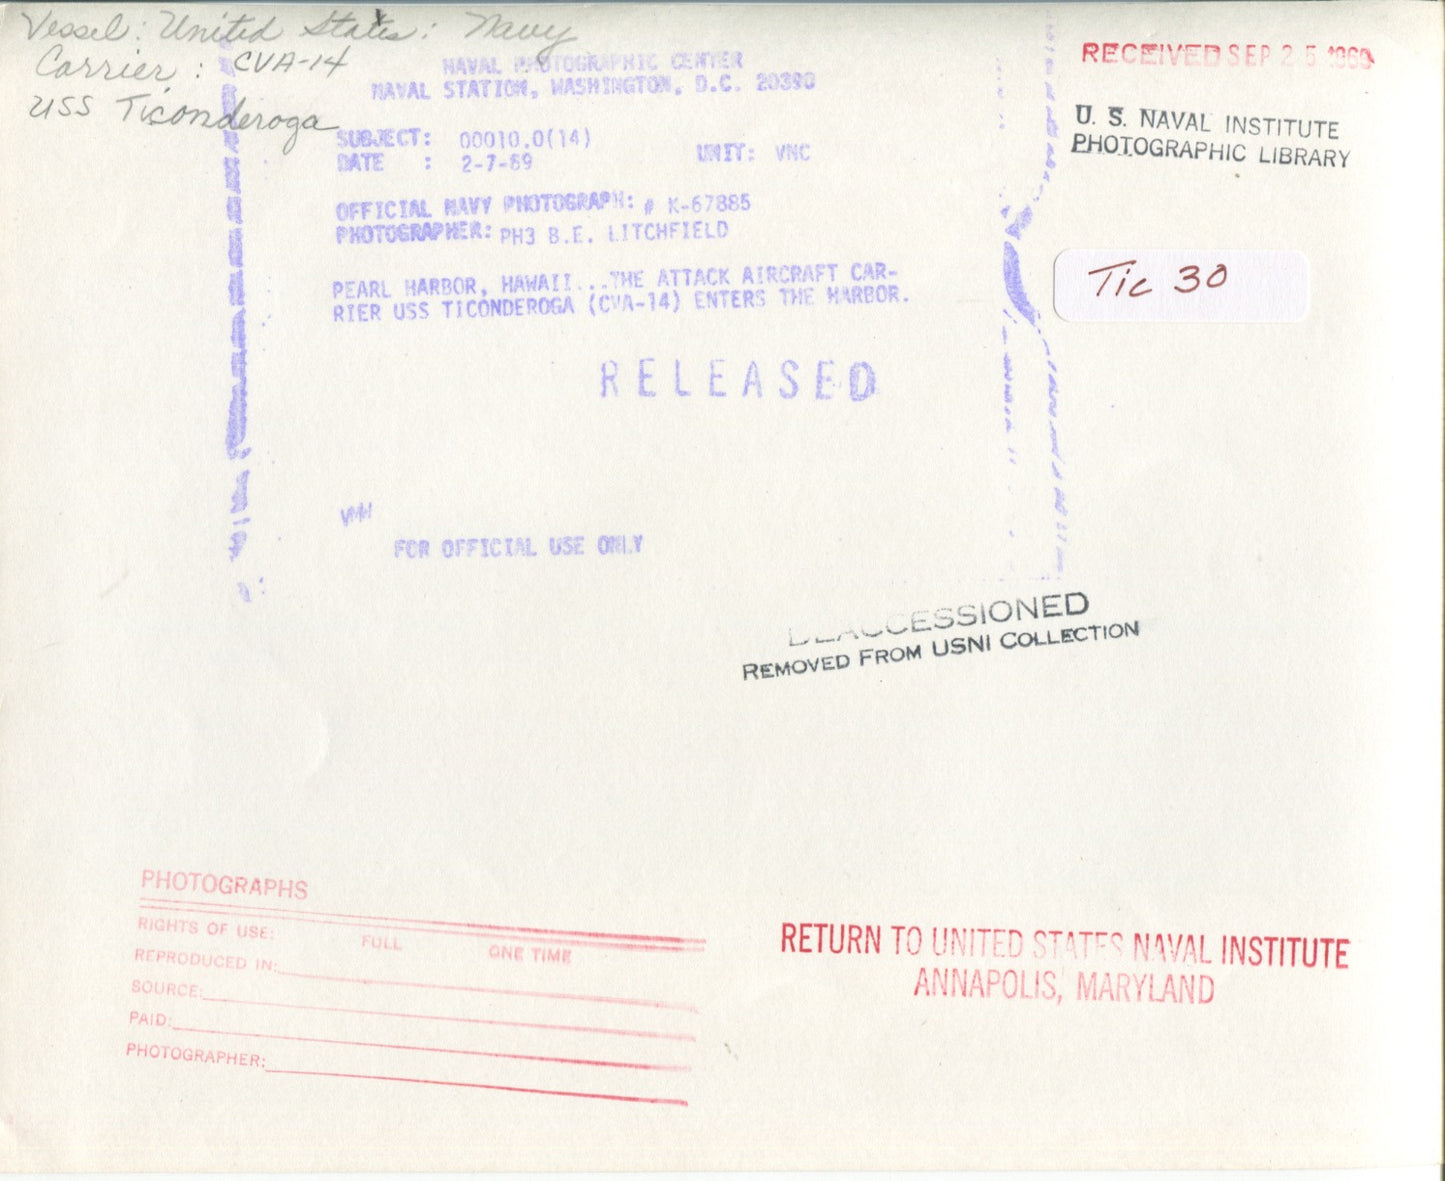 Vessel: United States: Navy
Carrier: CVA-14
USS Ticonderoga
NAVAL PHOTOGRAPHIC CENTER
NAVAL STATION, WASHINGTON, D.C. 20390
SUBJECT: 00010.0(14)
DATE : 2-7-69 UNIT: VNC
OFFICIAL NAVY PHOTOGRAPH: # K-67885
PHOTOGRAPHER: PH3 B.E. LITCHFIELD
PEARL HARBOR, HAWAII...THE ATTACK AIRCRAFT CAR-
RIER USS TICONDEROGA (CVA-14) ENTERS THE HARBOR.
RELEASED
FOR OFFICIAL USE ONLY
RECEIVED SEP 25 1969
U. S. NAVAL INSTITUTE
PHOTOGRAPHIC LIBRARY
Tic 30
DEACCESSIONED
REMOVED FROM USNI COLLECTION
PHOTOGRAPHS
RIGHTS OF USE: FULL ONE TIME
REPRODUCED IN:
SOURCE:
PAID:
PHOTOGRAPHER:
RETURN TO UNITED STATES NAVAL INSTITUTE
ANNAPOLIS, MARYLAND